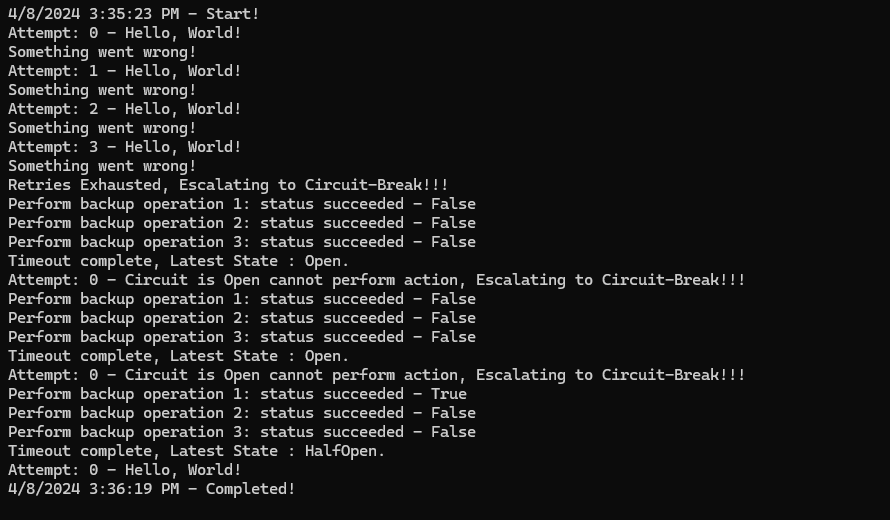 4/8/2024 3:35:23 PM - Start!
Attempt: 0 - Hello, World!
Something went wrong!
Attempt: 1 - Hello, World!
Something went wrong!
Attempt: 2 - Hello, World!
Something went wrong!
Attempt: 3 - Hello, World!
Something went wrong!
Retries Exhausted, Escalating to Circuit-Break!!!
Perform backup operation 1: status succeeded - False
Perform backup operation 2: status succeeded - False
Perform backup operation 3: status succeeded - False
Timeout complete, Latest State : Open.
Attempt: 0 - Circuit is Open cannot perform action, Escalating to Circuit-Break!!!
Perform backup operation 1: status succeeded - False
Perform backup operation 2: status succeeded - False
Perform backup operation 3: status succeeded - False
Timeout complete, Latest State : Open.
Attempt: 0 - Circuit is Open cannot perform action, Escalating to Circuit-Break!!!
Perform backup operation 1: status succeeded - True
Perform backup operation 2: status succeeded - False
Perform backup operation 3: status succeeded - False
Timeout complete, Latest State : HalfOpen.
Attempt: 0 - Hello, World!
4/8/2024 3:36:19 PM - Completed!